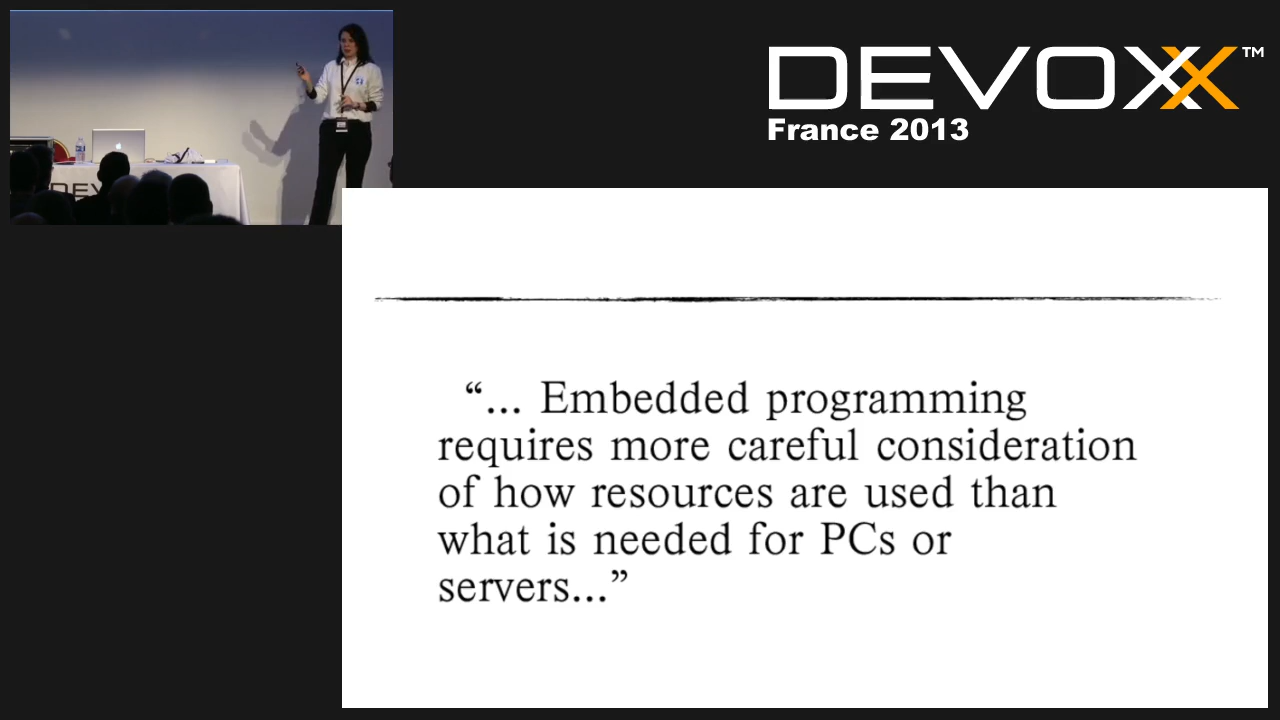 DEVOXX™
France 2013
“... Embedded programming
requires more careful consideration
of how resources are used than
what is needed for PCs or
servers...”
DEV